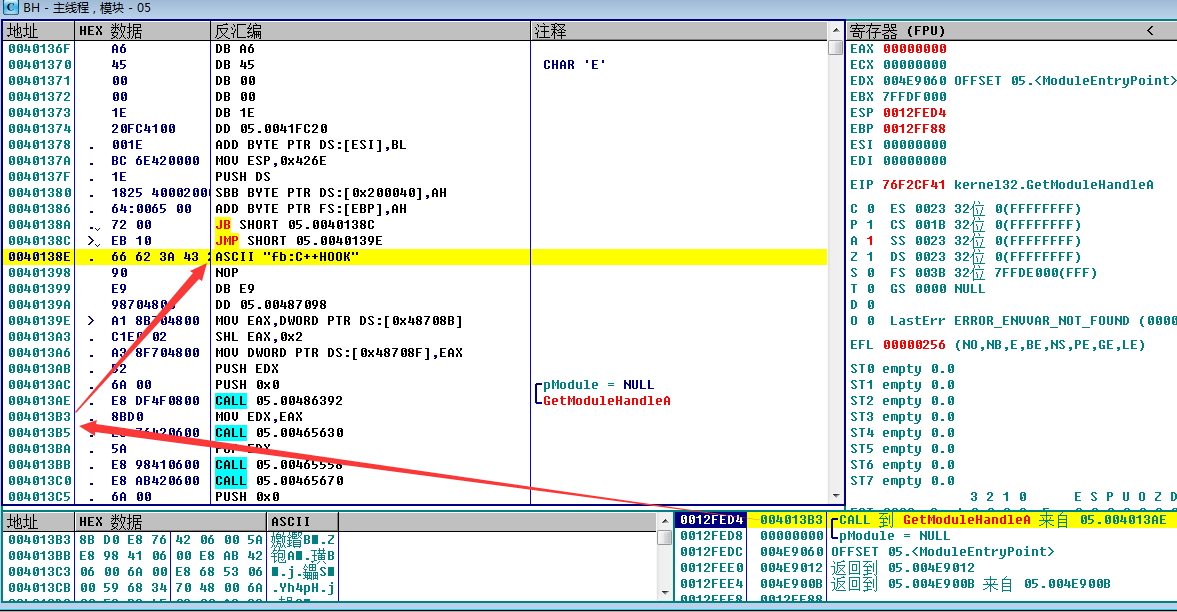 BH - 主线程, 模块 - 05
地址 HEX 数据 反汇编 注释
0040136F A6 DB A6
00401370 45 DB 45 CHAR 'E'
00401371 00 DB 00
00401372 00 DB 00
00401373 1E DB 1E
00401374 20FC4100 DD 05.0041FC20
00401378 . 001E ADD BYTE PTR DS:[ESI],BL
0040137A . BC 6E420000 MOV ESP,0x426E
0040137F . 1E PUSH DS
00401380 . 1825 40002000 SBB BYTE PTR DS:[0x200040],AH
00401386 . 64:0065 00 ADD BYTE PTR FS:[EBP],AH
0040138A . 72 00 JB SHORT 05.0040138C
0040138C > EB 10 JMP SHORT 05.0040139E
0040138E . 66 62 3A 43 ASCII "fb:C++HOOK"
00401398 90 NOP
00401399 E9 DB E9
0040139A DD 05.00487098
0040139E > A1 8B704800 MOV EAX,DWORD PTR DS:[0x48708B]
004013A3 . 02 SHL EAX,0x2
004013A6 . A3 8F704800 MOV DWORD PTR DS:[0x48708F],EAX
004013AB . 52 PUSH EDX
004013AC . 6A 00 PUSH 0x0 pModule = NULL
004013AE . E8 DF4F0800 CALL 05.00486392 GetModuleHandleA
004013B3 . 8BD0 MOV EDX,EAX
004013B5 76420600 CALL 05.00465630
004013BA . 5A POP EDX
004013BB . E8 98410600 CALL 05.00465558
004013C0 . E8 AB420600 CALL 05.00465670
004013C5 . 6A 00 PUSH 0x0
寄存器 (FPU) <
EAX 00000000
ECX 00000000
EDX 004E9060 OFFSET 05.<ModuleEntryPoint>
EBX 7FFDF000
ESP 0012FED4
EBP 0012FF88
ESI 00000000
EDI 00000000
EIP 76F2CF41 kernel32.GetModuleHandleA
C 0 ES 0023 32位 0(FFFFFFFF)
P 1 CS 001B 32位 0(FFFFFFFF)
A 1 SS 0023 32位 0(FFFFFFFF)
Z 1 DS 0023 32位 0(FFFFFFFF)
S 0 FS 003B 32位 7FFDE000(FFF)
T 0 GS 0000 NULL
D 0
O 0 LastErr ERROR_ENVVAR_NOT_FOUND (0000
EFL 00000256 (NO,NB,E,BE,NS,PE,GE,LE)
ST0 empty 0.0
ST1 empty 0.0
ST2 empty 0.0
ST3 empty 0.0
ST4 empty 0.0
ST5 empty 0.0
ST6 empty 0.0
ST7 empty 0.0
3 2 1 0 E S P U O Z D
地址 HEX 数据 ASCII
004013B3 8B D0 E8 76 42 06 00 5A
004013BB E8 98 41 06 00 E8 AB 42
004013C3 06 00 6A 00 E8 68 53 06
004013CB 00 59 68 34 70 48 00 6A .Yh4pH.j
0012FED4 004013B3 CALL 到 GetModuleHandleA 来自 05.004013AE
0012FED8 00000000 pModule = NULL
0012FEDC 004E9060 OFFSET 05.<ModuleEntryPoint>
0012FEE0 004E9012 返回到 05.004E9012
0012FEE4 004E900B 返回到 05.004E900B 来自 05.004E900B
0012FEE8 0012FF88